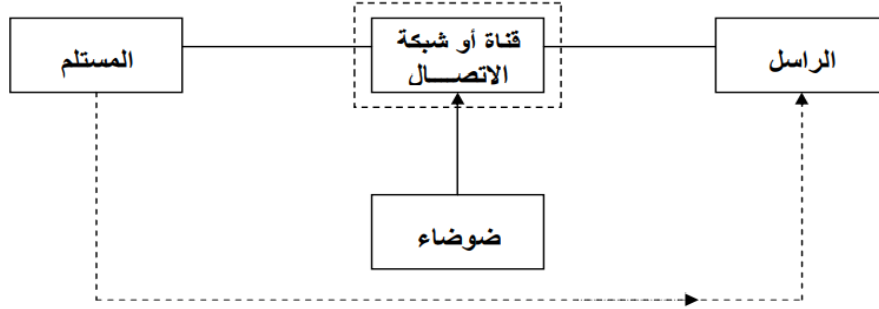 الراسل
قناة أو شبكة
الاتصـــال
المستلم
ضوضاء